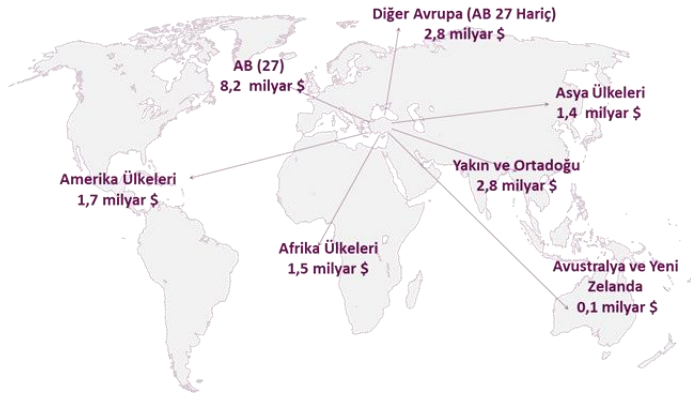 Diğer Avrupa (AB 27 Hariç)
2,8 milyar $
AB (27)
8,2 milyar $
Asya Ülkeleri
1,4 milyar $
Yakın ve Ortadoğu
2,8 milyar $
Amerika Ülkeleri
1,7 milyar $
Afrika Ülkeleri
1,5 milyar $
Avustralya ve Yeni
Zelanda
0,1 milyar $